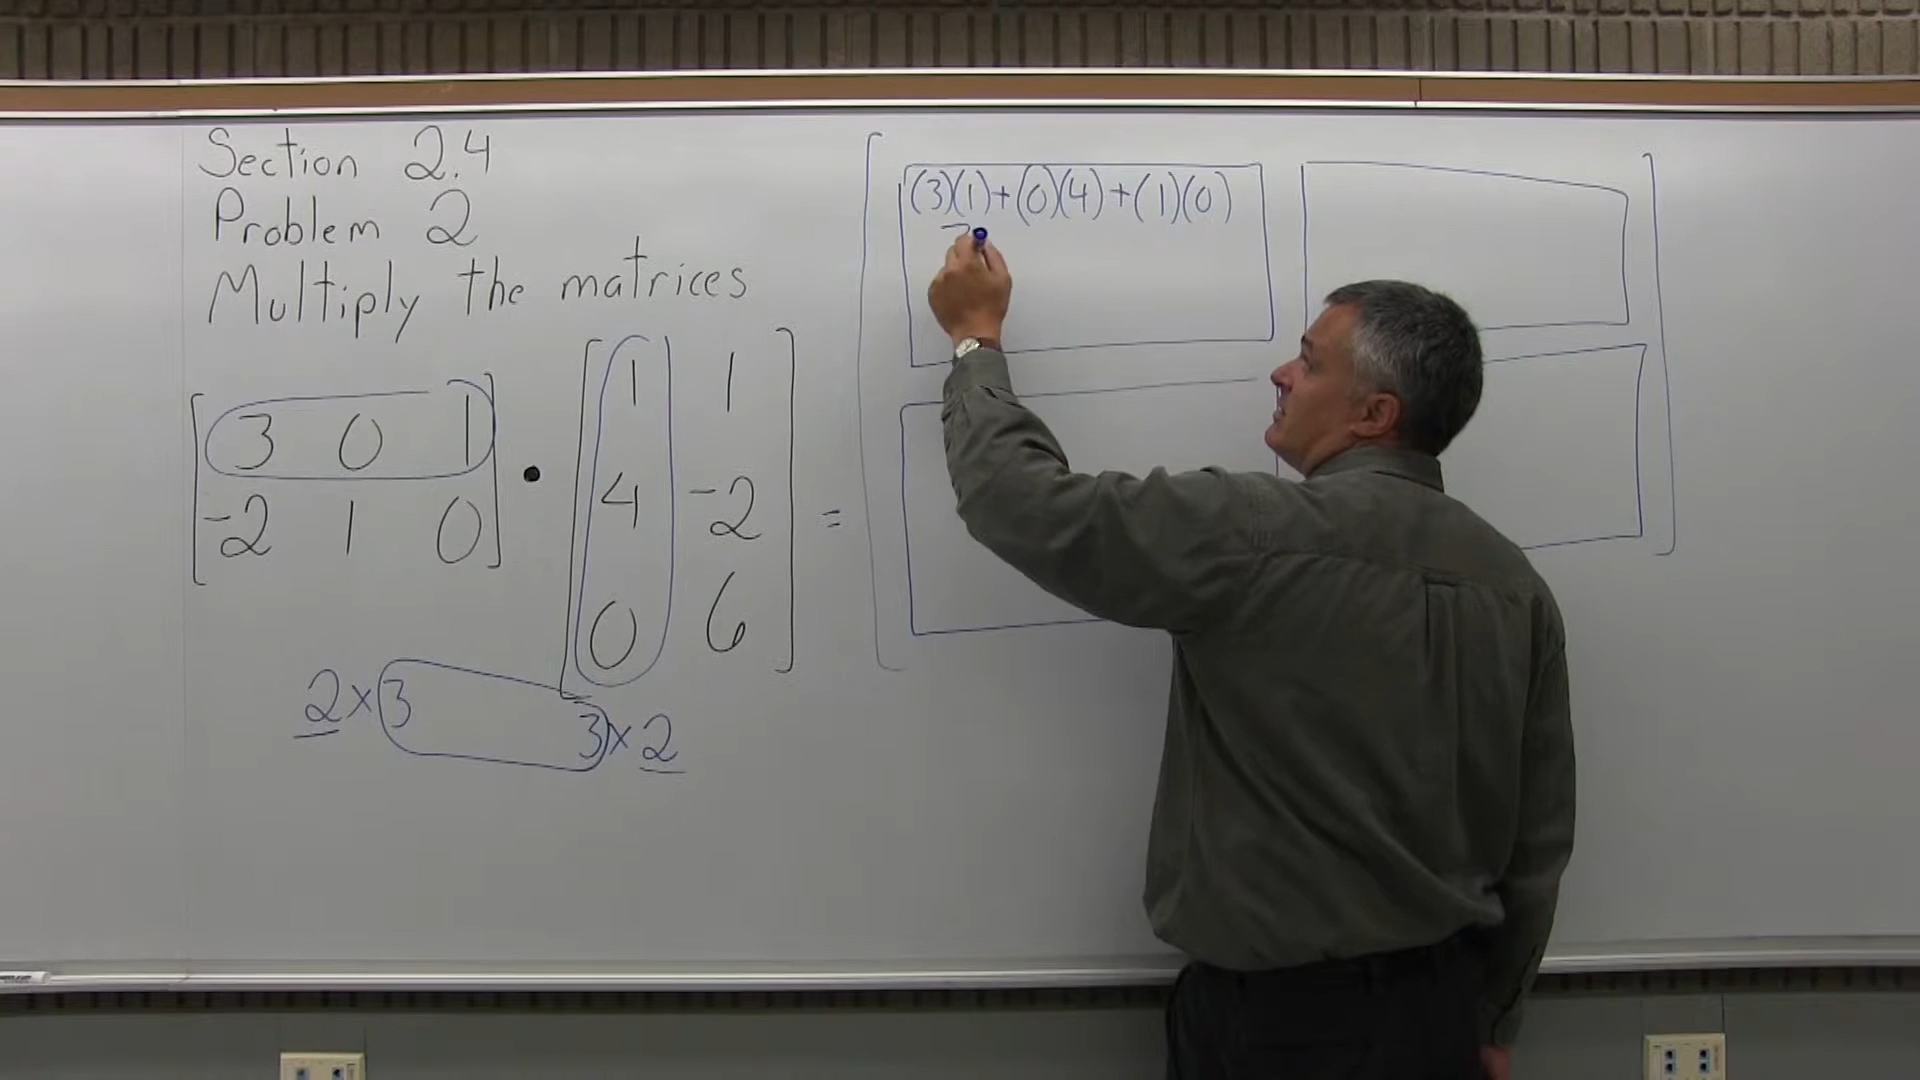 Section 2.4
Problem 2
Multiply the matrices
3 0 1
-2 1 0
•
1 1
4 -2
0 6
=
(3)(1)+(0)(4)+(1)(0)
2×3 3×2